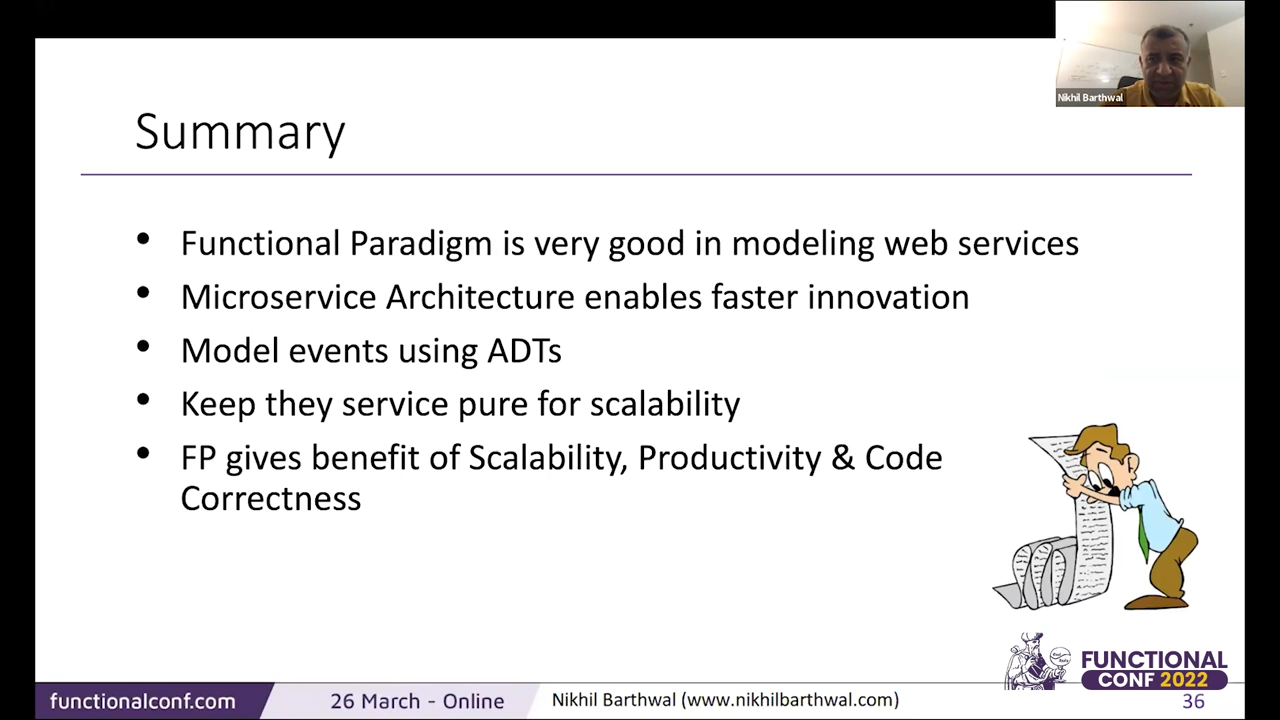 Nikhil Barthwal
Summary
• Functional Paradigm is very good in modeling web services
• Microservice Architecture enables faster innovation
• Model events using ADTs
• Keep they service pure for scalability
• FP gives benefit of Scalability, Productivity & Code
Correctness
FUNCTIONAL
CONF 2022
functionalconf.com
26 March - Online
Nikhil Barthwal (www.nikhilbarthwal.com)
36